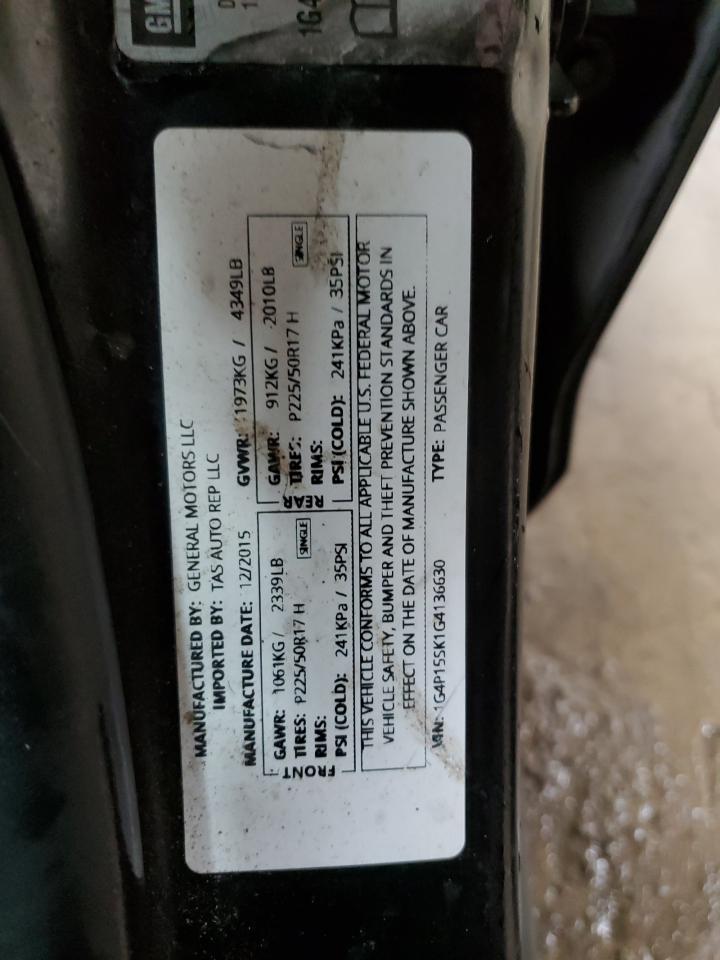 GM
1G4
MANUFACTURED BY: GENERAL MOTORS LLC
IMPORTED BY: TAS AUTO REP LLC
MANUFACTURE DATE: 12/2015 GVWR: 1973KG / 4349LB
FRONT
GAWR: 1061KG / 2339LB
TIRES: P225/50R17 H SINGLE
RIMS:
PSI (COLD): 241KPa / 35PSI
REAR
GAWR: 912KG / 2010LB
TIRES: P225/50R17 H SINGLE
RIMS:
PSI (COLD): 241KPa / 35PSI
THIS VEHICLE CONFORMS TO ALL APPLICABLE U.S. FEDERAL MOTOR
VEHICLE SAFETY, BUMPER AND THEFT PREVENTION STANDARDS IN
EFFECT ON THE DATE OF MANUFACTURE SHOWN ABOVE.
VIN: 1G4P15SK1G4136G30 TYPE: PASSENGER CAR